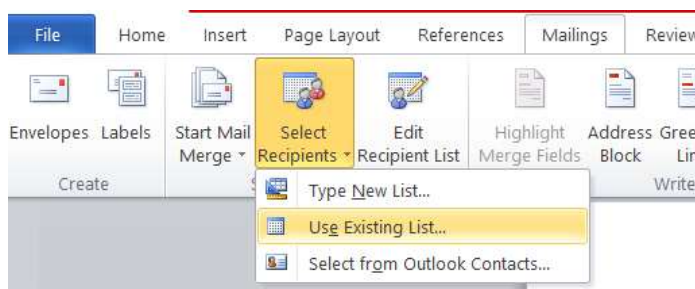 File Home Insert Page Layout References Mailings Review
Envelopes Labels Start Mail Merge Select Recipients Edit Recipient List Highlight Merge Fields Address Block
Create Write
Type New List...
Use Existing List...
Select from Outlook Contacts...